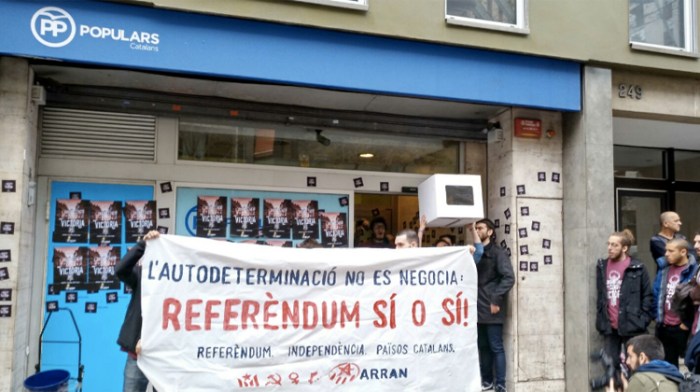 PP POPULARS
Catalans
249
VICTÒRIA
L'AUTODETERMINACIÓ NO ES NEGOCIA:
REFERÈNDUM SÍ O SÍ!
REFERÈNDUM. INDEPENDÈNCIA. PAÏSOS CATALANS.
ARRAN